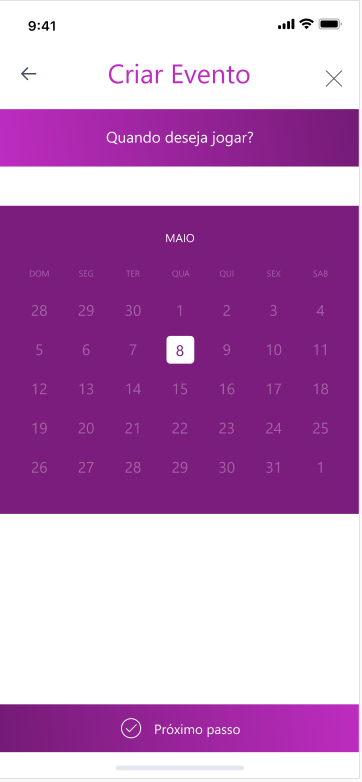 9:41
Criar Evento
Quando deseja jogar?
MAIO
DOM SEG TER QUA QUI SEX SAB
28 29 30 1 2 3 4
5 6 7 8 9 10 11
12 13 14 15 16 17 18
19 20 21 22 23 24 25
26 27 28 29 30 31 1
Próximo passo